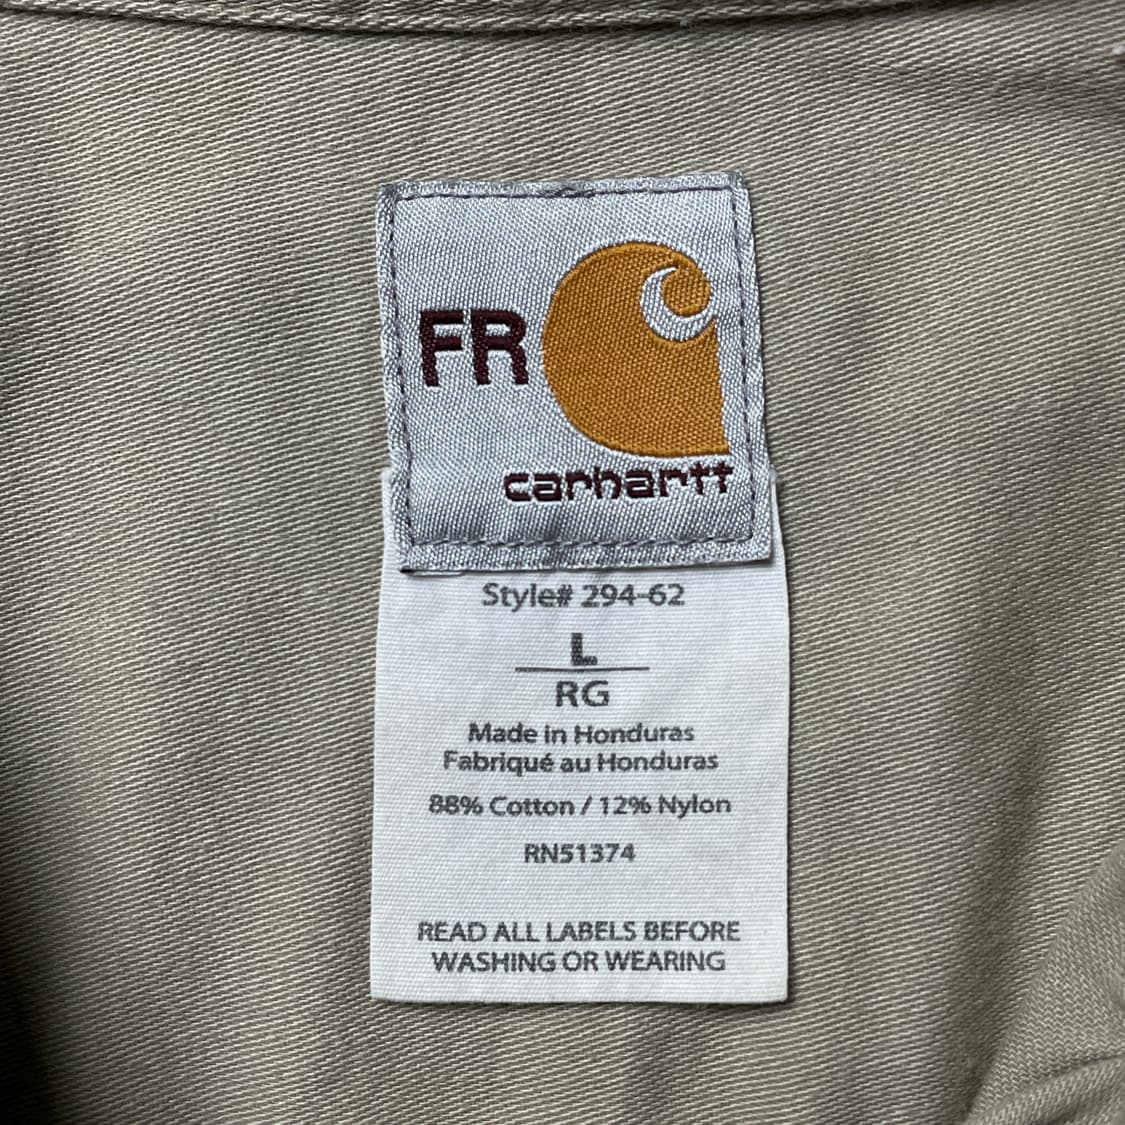 FR
carhartt
Style# 294-62
L
RG
Made in Honduras
Fabriqué au Honduras
88% Cotton / 12% Nylon
RN51374
READ ALL LABELS BEFORE
WASHING OR WEARING